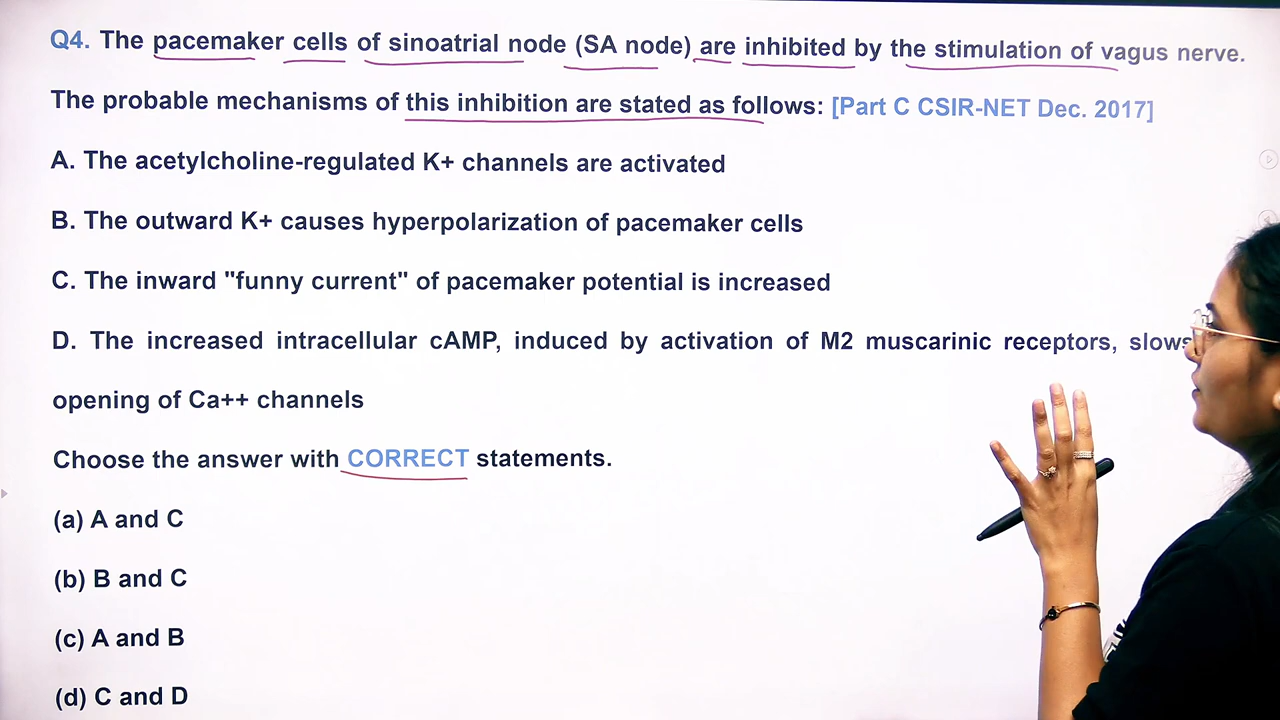 Q4. The pacemaker cells of sinoatrial node (SA node) are inhibited by the stimulation of vagus nerve.
The probable mechanisms of this inhibition are stated as follows: [Part C CSIR-NET Dec. 2017]
A. The acetylcholine-regulated K+ channels are activated
B. The outward K+ causes hyperpolarization of pacemaker cells
C. The inward "funny current" of pacemaker potential is increased
D. The increased intracellular cAMP, induced by activation of M2 muscarinic receptors, slows
opening of Ca++ channels
Choose the answer with CORRECT statements.
(a) A and C
(b) B and C
(c) A and B
(d) C and D